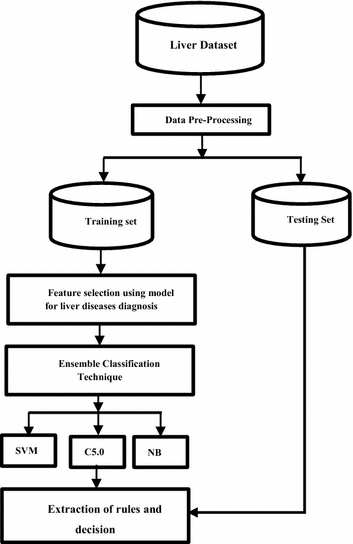 Liver Dataset
Data Pre-Processing
Training set
Testing Set
Feature selection using model
for liver diseases diagnosis
Ensemble Classification
Technique
SVM
C5.0
NB
Extraction of rules and
decision